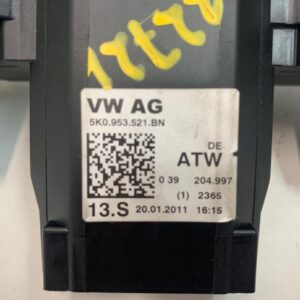 VW AG
5K0.953.521.BN
DE
ATW
0 39 204.997
(1) 2365
13.S 20.01.2011 16:15